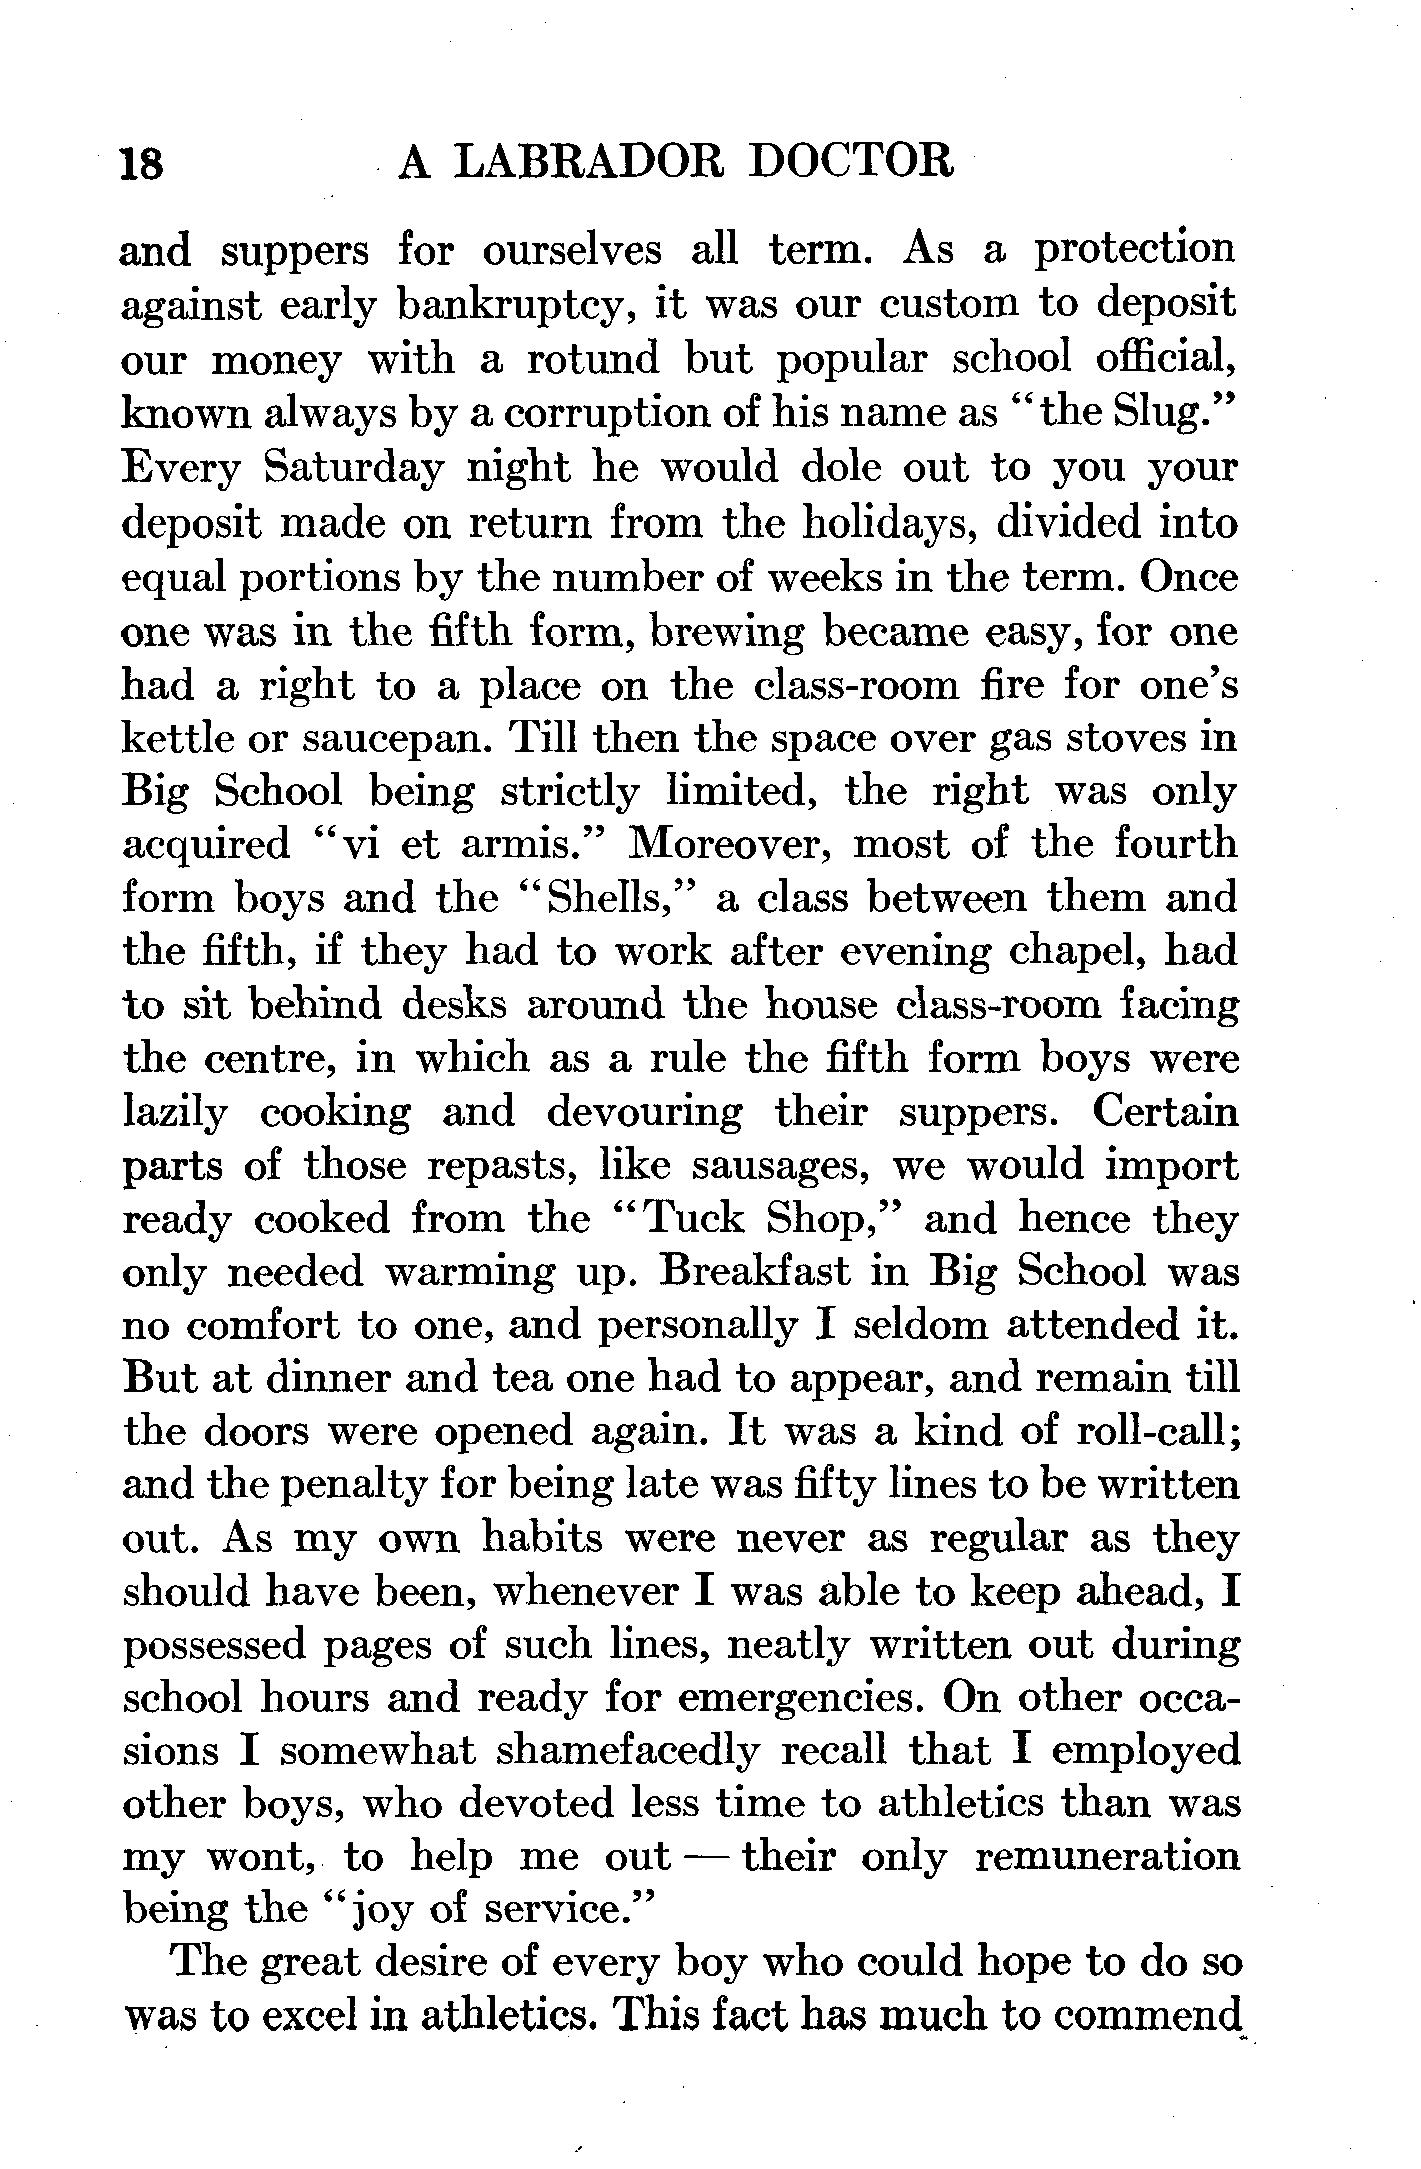 18 A LABRADOR DOCTOR
and suppers for ourselves all term. As a protection
against early bankruptcy, it was our custom to deposit
our money with a rotund but popular school official,
known always by a corruption of his name as "the Slug."
Every Saturday night he would dole out to you your
deposit made on return from the holidays, divided into
equal portions by the number of weeks in the term. Once
one was in the fifth form, brewing became easy, for one
had a right to a place on the class-room fire for one's
kettle or saucepan. Till then the space over gas stoves in
Big School being strictly limited, the right was only
acquired "vi et armis." Moreover, most of the fourth
form boys and the "Shells," a class between them and
the fifth, if they had to work after evening chapel, had
to sit behind desks around the house class-room facing
the centre, in which as a rule the fifth form boys were
lazily cooking and devouring their suppers. Certain
parts of those repasts, like sausages, we would import
ready cooked from the "Tuck Shop," and hence they
only needed warming up. Breakfast in Big School was
no comfort to one, and personally I seldom attended it.
But at dinner and tea one had to appear, and remain till
the doors were opened again. It was a kind of roll-call;
and the penalty for being late was fifty lines to be written
out. As my own habits were never as regular as they
should have been, whenever I was able to keep ahead, I
possessed pages of such lines, neatly written out during
school hours and ready for emergencies. On other occa-
sions I somewhat shamefacedly recall that I employed
other boys, who devoted less time to athletics than was
my wont, to help me out — their only remuneration
being the "joy of service."
The great desire of every boy who could hope to do so
was to excel in athletics. This fact has much to commend